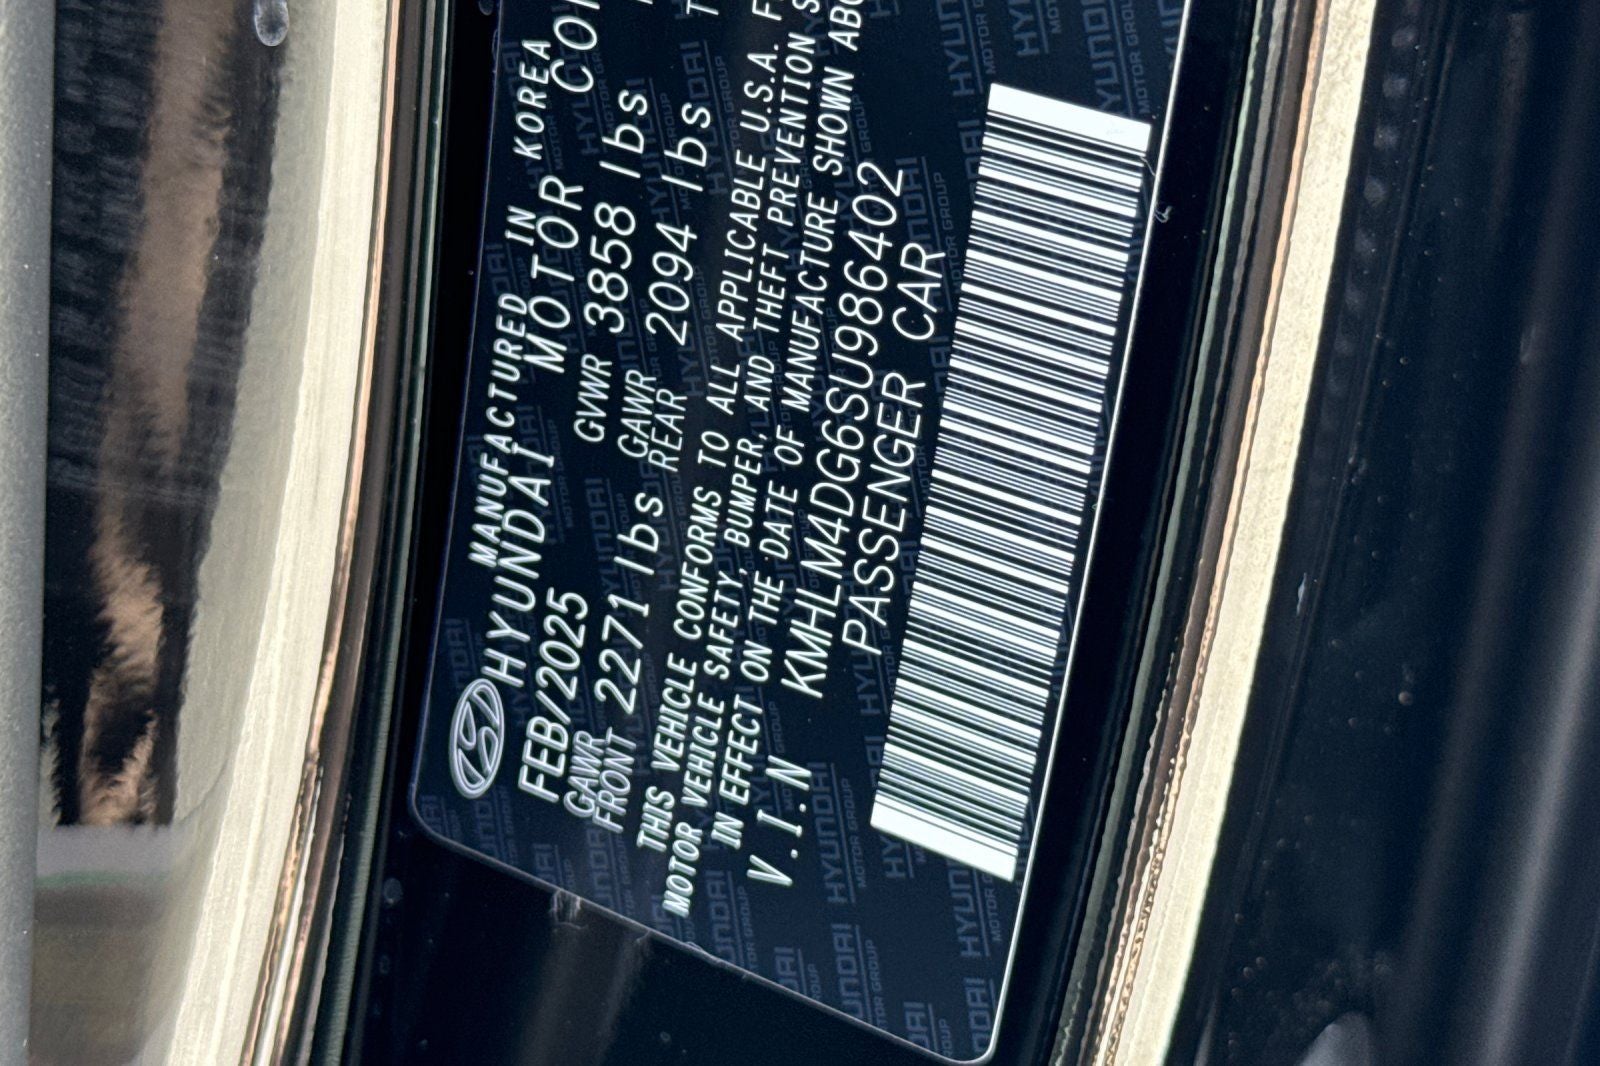 MANUFACTURED IN KOREA
HYUNDAI MOTOR
FEB/2025 GVWR 3858 lbs
GAWR FRONT 2271 lbs GAWR REAR 2094 lbs
THIS VEHICLE CONFORMS TO ALL APPLICABLE U.S.A.
MOTOR VEHICLE SAFETY, BUMPER, AND THEFT PREVENTION
IN EFFECT ON THE DATE OF MANUFACTURE SHOWN
V.I.N KMHLM4DG6SU986402
PASSENGER CAR